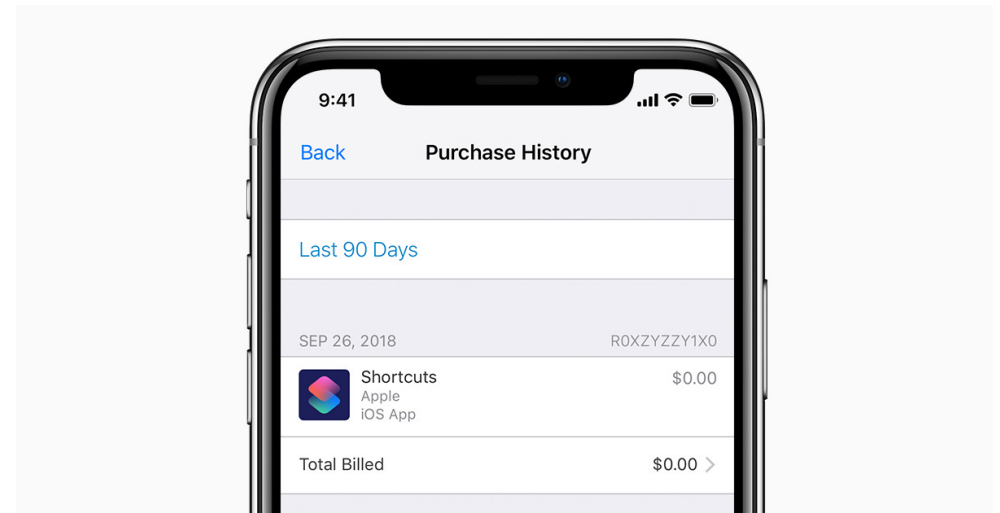 9:41
Back
Purchase History
Last 90 Days
SEP 26, 2018
R0XZYZZY1X0
Shortcuts
$0.00
Apple
iOS App
Total Billed
$0.00